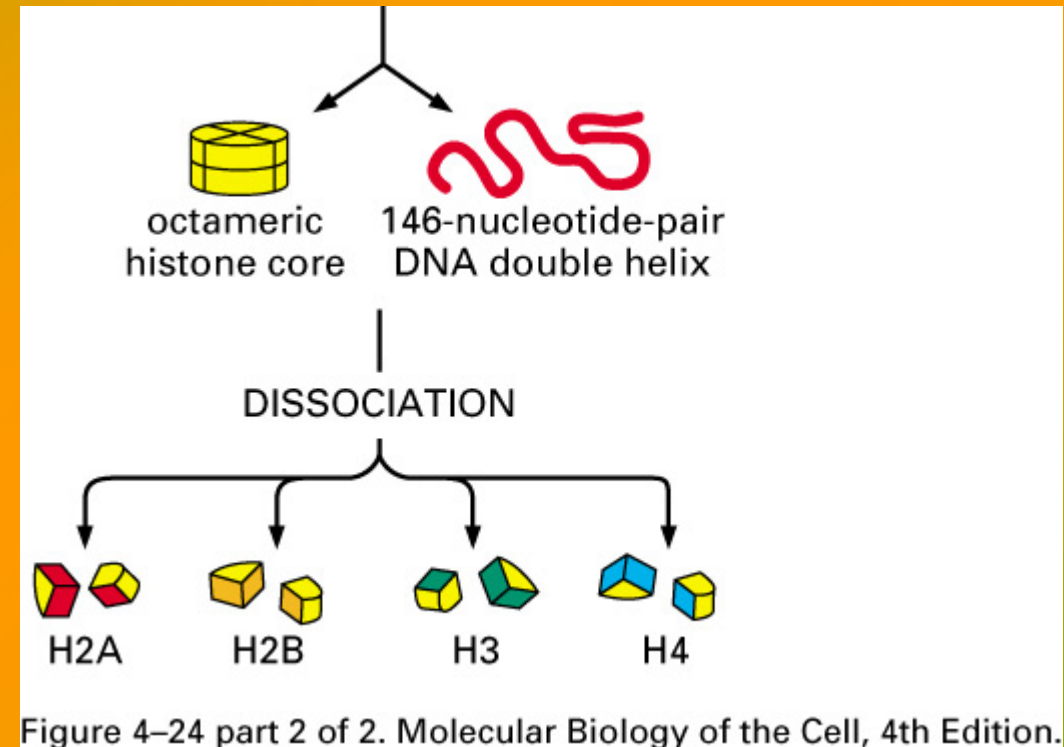 octameric
histone core
146-nucleotide-pair
DNA double helix
DISSOCIATION
H2A
H2B
H3
H4
Figure 4–24 part 2 of 2. Molecular Biology of the Cell, 4th Edition.